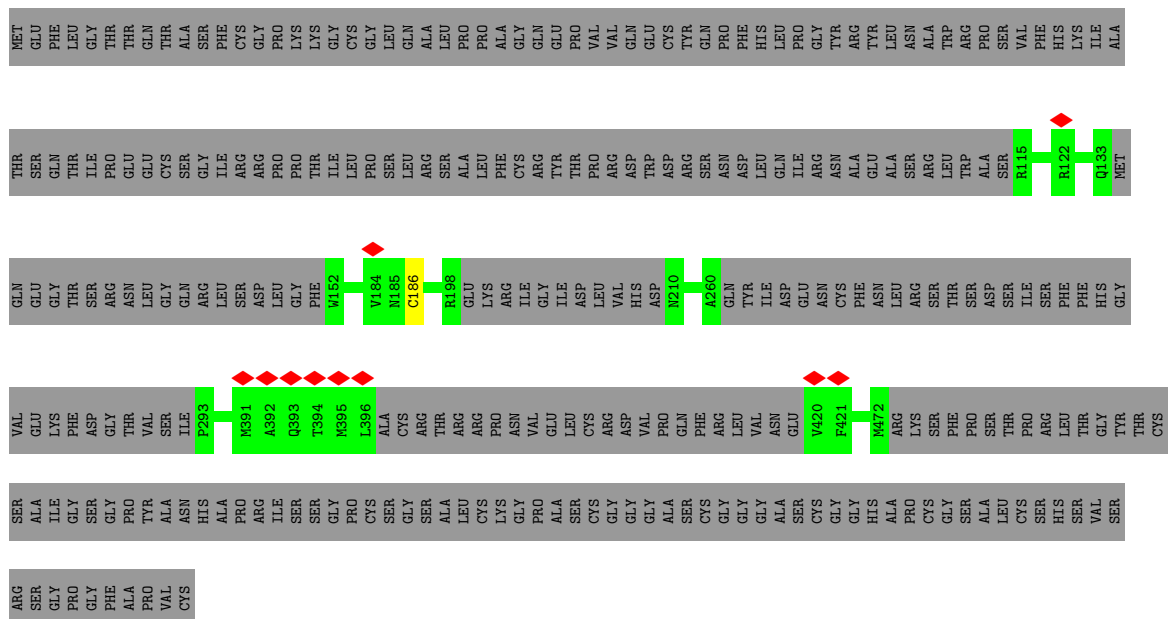 MET GLU PHE LEU GLY THR THR GLN THR ALA SER PHE CYS GLY PRO LYS LYS GLY CYS GLY LEU GLN ALA LEU PRO PRO ALA GLY GLN GLU PRO VAL VAL GLN GLU CYS TYR GLN PRO PHE HIS LEU PRO GLY TYR ARG TYR LEU ASN ALA TRP ARG PRO SER VAL PHE HIS LYS ILE ALA
THR SER GLN THR ILE PRO GLU GLU CYS SER GLY ILE ARG ARG PRO PRO THR ILE LEU PRO SER LEU ARG SER ALA LEU PHE CYS ARG TYR THR PRO ARG ASP TRP ASP ARG SER ASN ASP LEU GLN ILE ARG ASN ALA GLU ALA SER ARG LEU TRP ALA SER R115 R122 Q133 MET
GLN GLU GLY THR SER ARG ASN LEU GLY GLN ARG LEU SER ASP LEU GLY PHE W152 V184 N185 C186 R198 GLU LYS ARG ILE GLY ILE ASP LEU VAL HIS ASP N210 A260 GLN TYR ILE ASP GLU ASN CYS PHE ASN LEU ARG SER THR SER ASP SER ILE SER PHE PHE HIS GLY
VAL GLU LYS PHE ASP GLY THR VAL SER ILE P293 M391 A392 Q393 T394 M395 L396 ALA CYS ARG THR ARG ARG PRO ASN VAL GLU LEU CYS ARG ASP VAL PRO GLN PHE ARG LEU VAL ASN GLU V420 F421 M472 ARG LYS SER PHE PRO SER THR PRO ARG LEU THR GLY TYR THR CYS
SER ALA ILE GLY SER GLY PRO TYR ALA ASN HIS ALA PRO ARG ILE SER SER GLY PRO CYS SER GLY SER ALA LEU CYS LYS GLY PRO ALA SER CYS GLY GLY GLY ALA SER CYS GLY GLY GLY ALA SER CYS GLY GLY HIS ALA PRO CYS GLY SER ALA LEU CYS SER HIS SER VAL SER
ARG SER GLY PRO GLY PHE ALA PRO VAL CYS